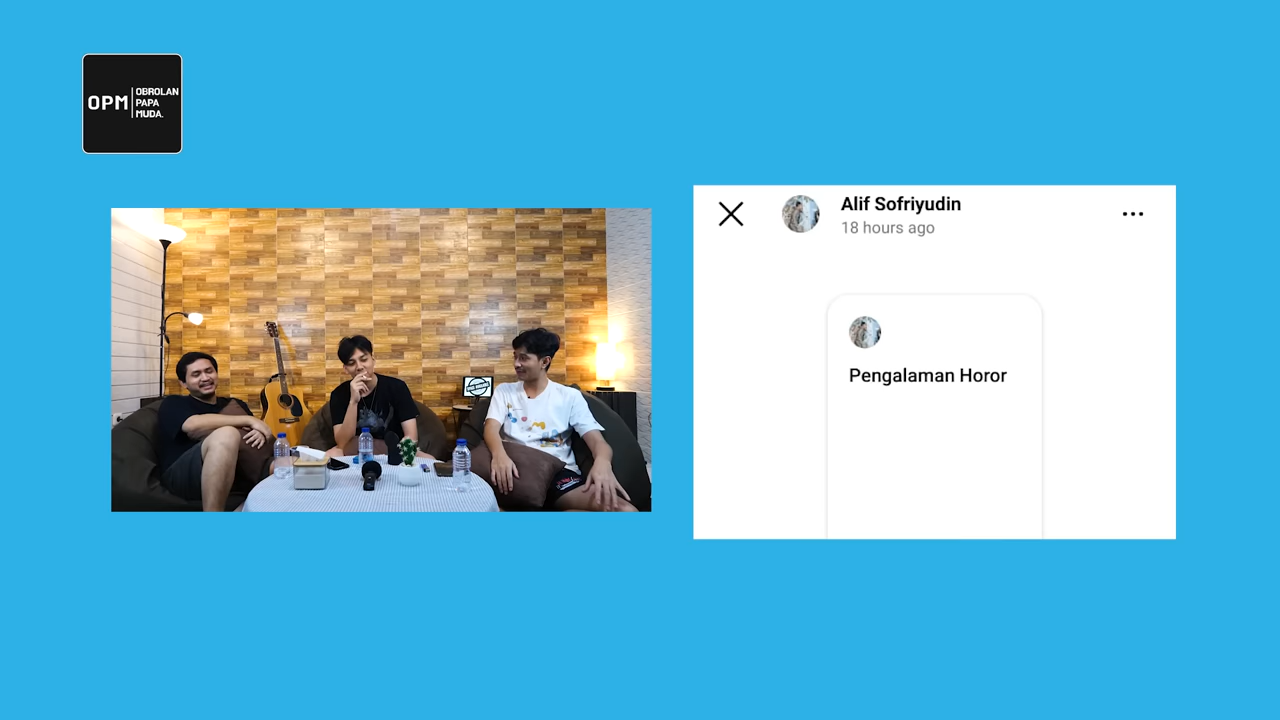 OPM
OBROLAN
PAPA
MUDA.
Alif Sofriyudin
18 hours ago
Pengalaman Horor